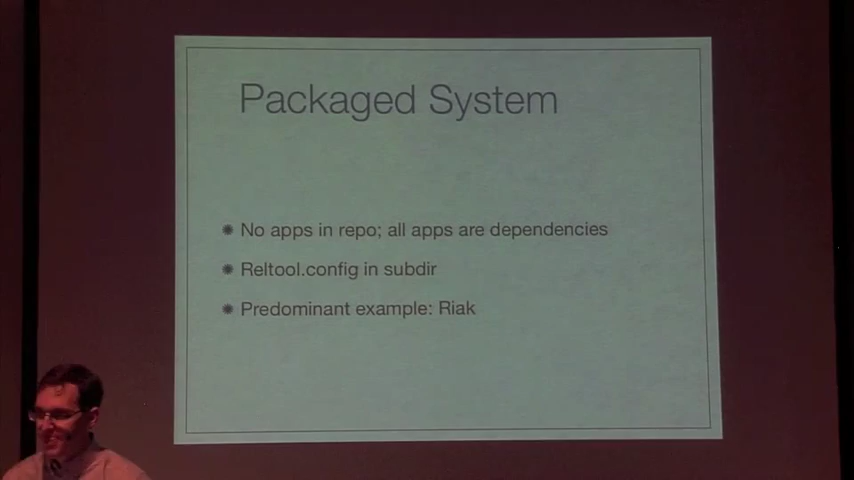 Packaged System
No apps in repo; all apps are dependencies
Reltool.config in subdir
Predominant example: Riak